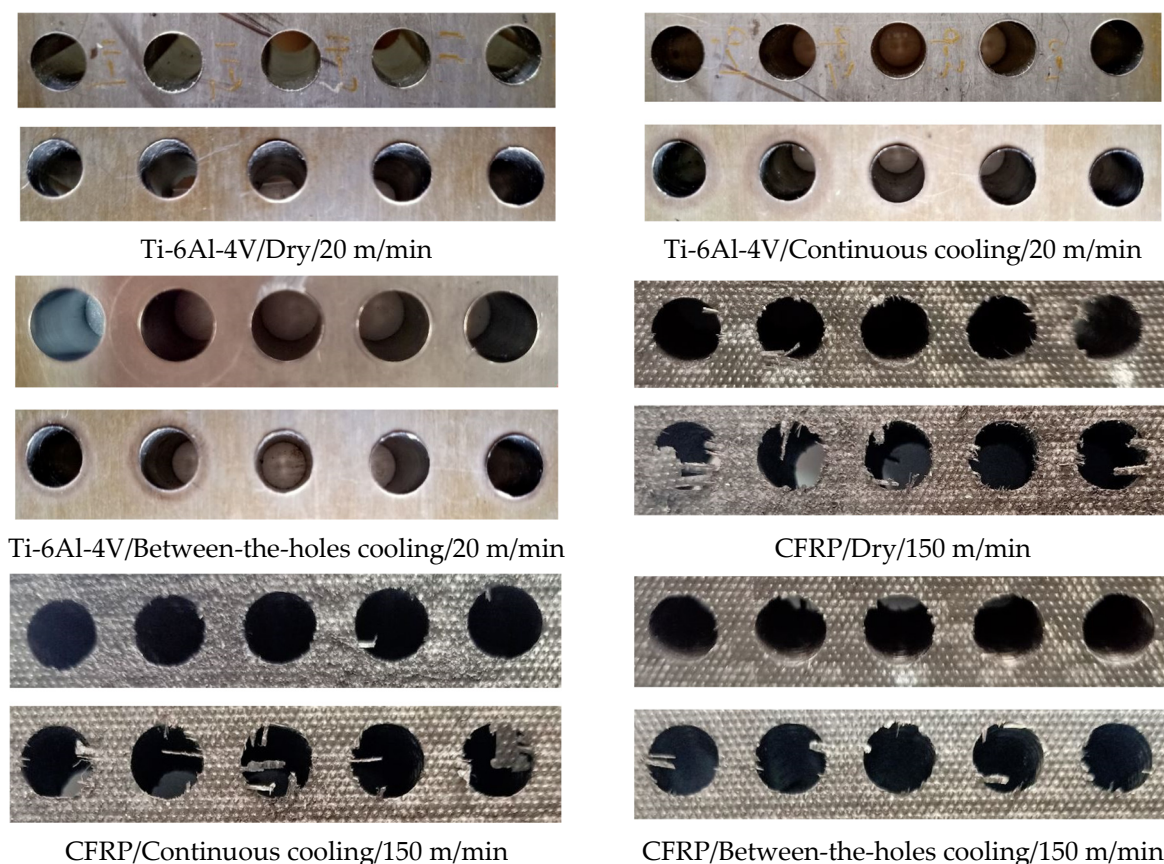 Ti-6Al-4V/Dry/20 m/min
Ti-6Al-4V/Continuous cooling/20 m/min
Ti-6Al-4V/Between-the-holes cooling/20 m/min
CFRP/Dry/150 m/min
CFRP/Continuous cooling/150 m/min
CFRP/Between-the-holes cooling/150 m/min